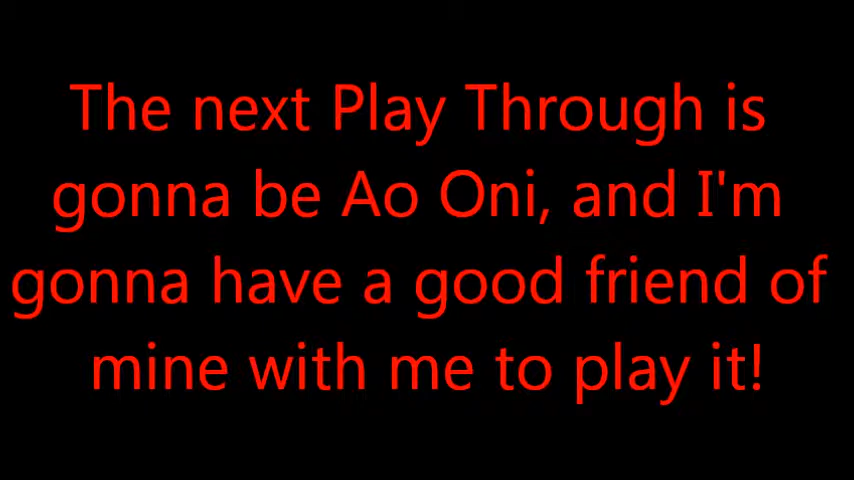 The next Play Through is
gonna be Ao Oni, and I'm
gonna have a good friend of
mine with me to play it!